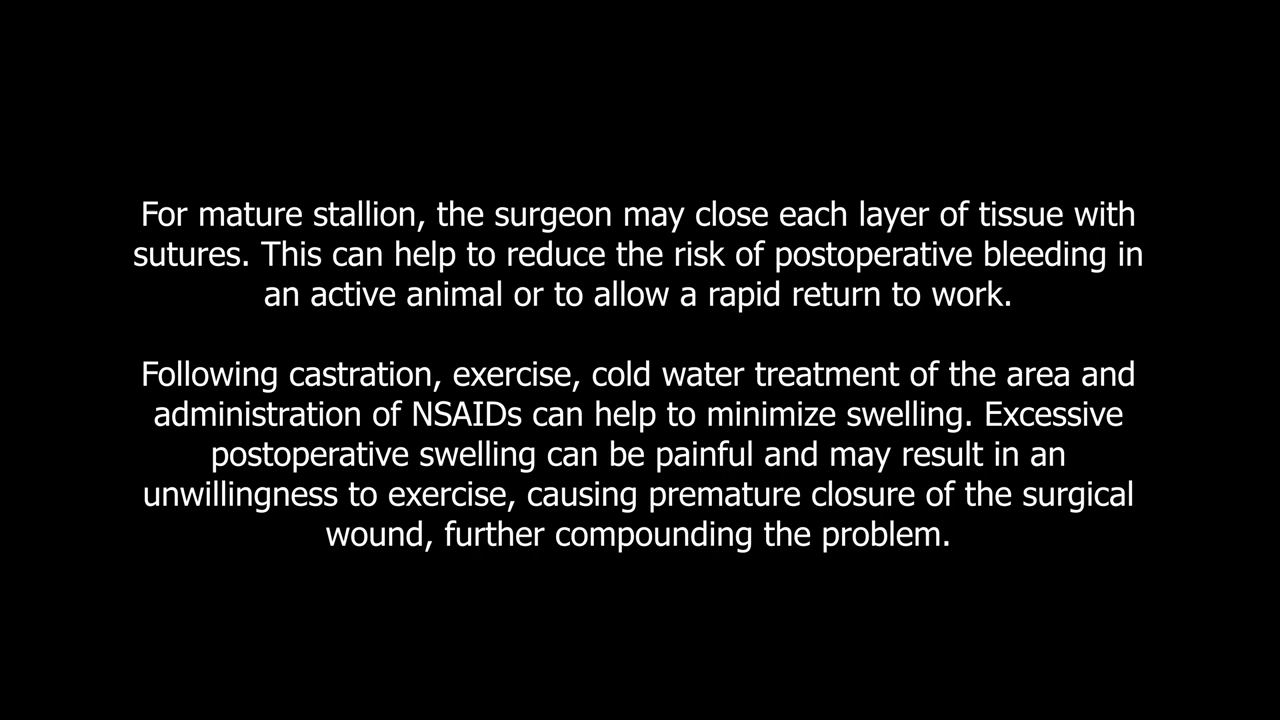 For mature stallion, the surgeon may close each layer of tissue with
sutures. This can help to reduce the risk of postoperative bleeding in
an active animal or to allow a rapid return to work.
Following castration, exercise, cold water treatment of the area and
administration of NSAIDs can help to minimize swelling. Excessive
postoperative swelling can be painful and may result in an
unwillingness to exercise, causing premature closure of the surgical
wound, further compounding the problem.